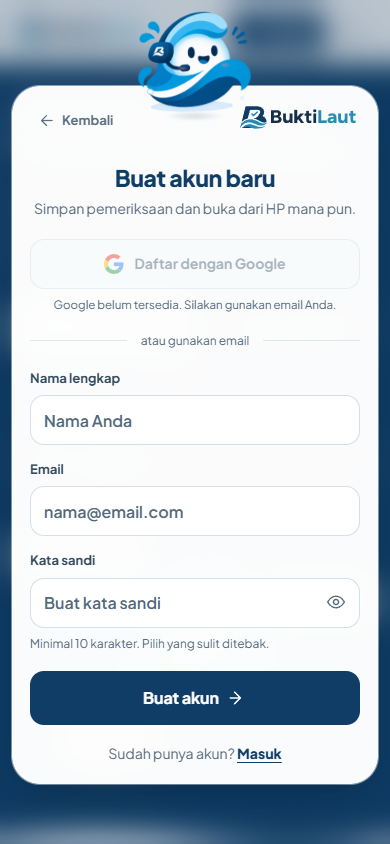 Kembali
BuktiLaut
Buat akun baru
Simpan pemeriksaan dan buka dari HP mana pun.
Daftar dengan Google
Google belum tersedia. Silakan gunakan email Anda.
atau gunakan email
Nama lengkap
Nama Anda
Email
nama@email.com
Kata sandi
Buat kata sandi
Minimal 10 karakter. Pilih yang sulit ditebak.
Buat akun
Sudah punya akun? Masuk